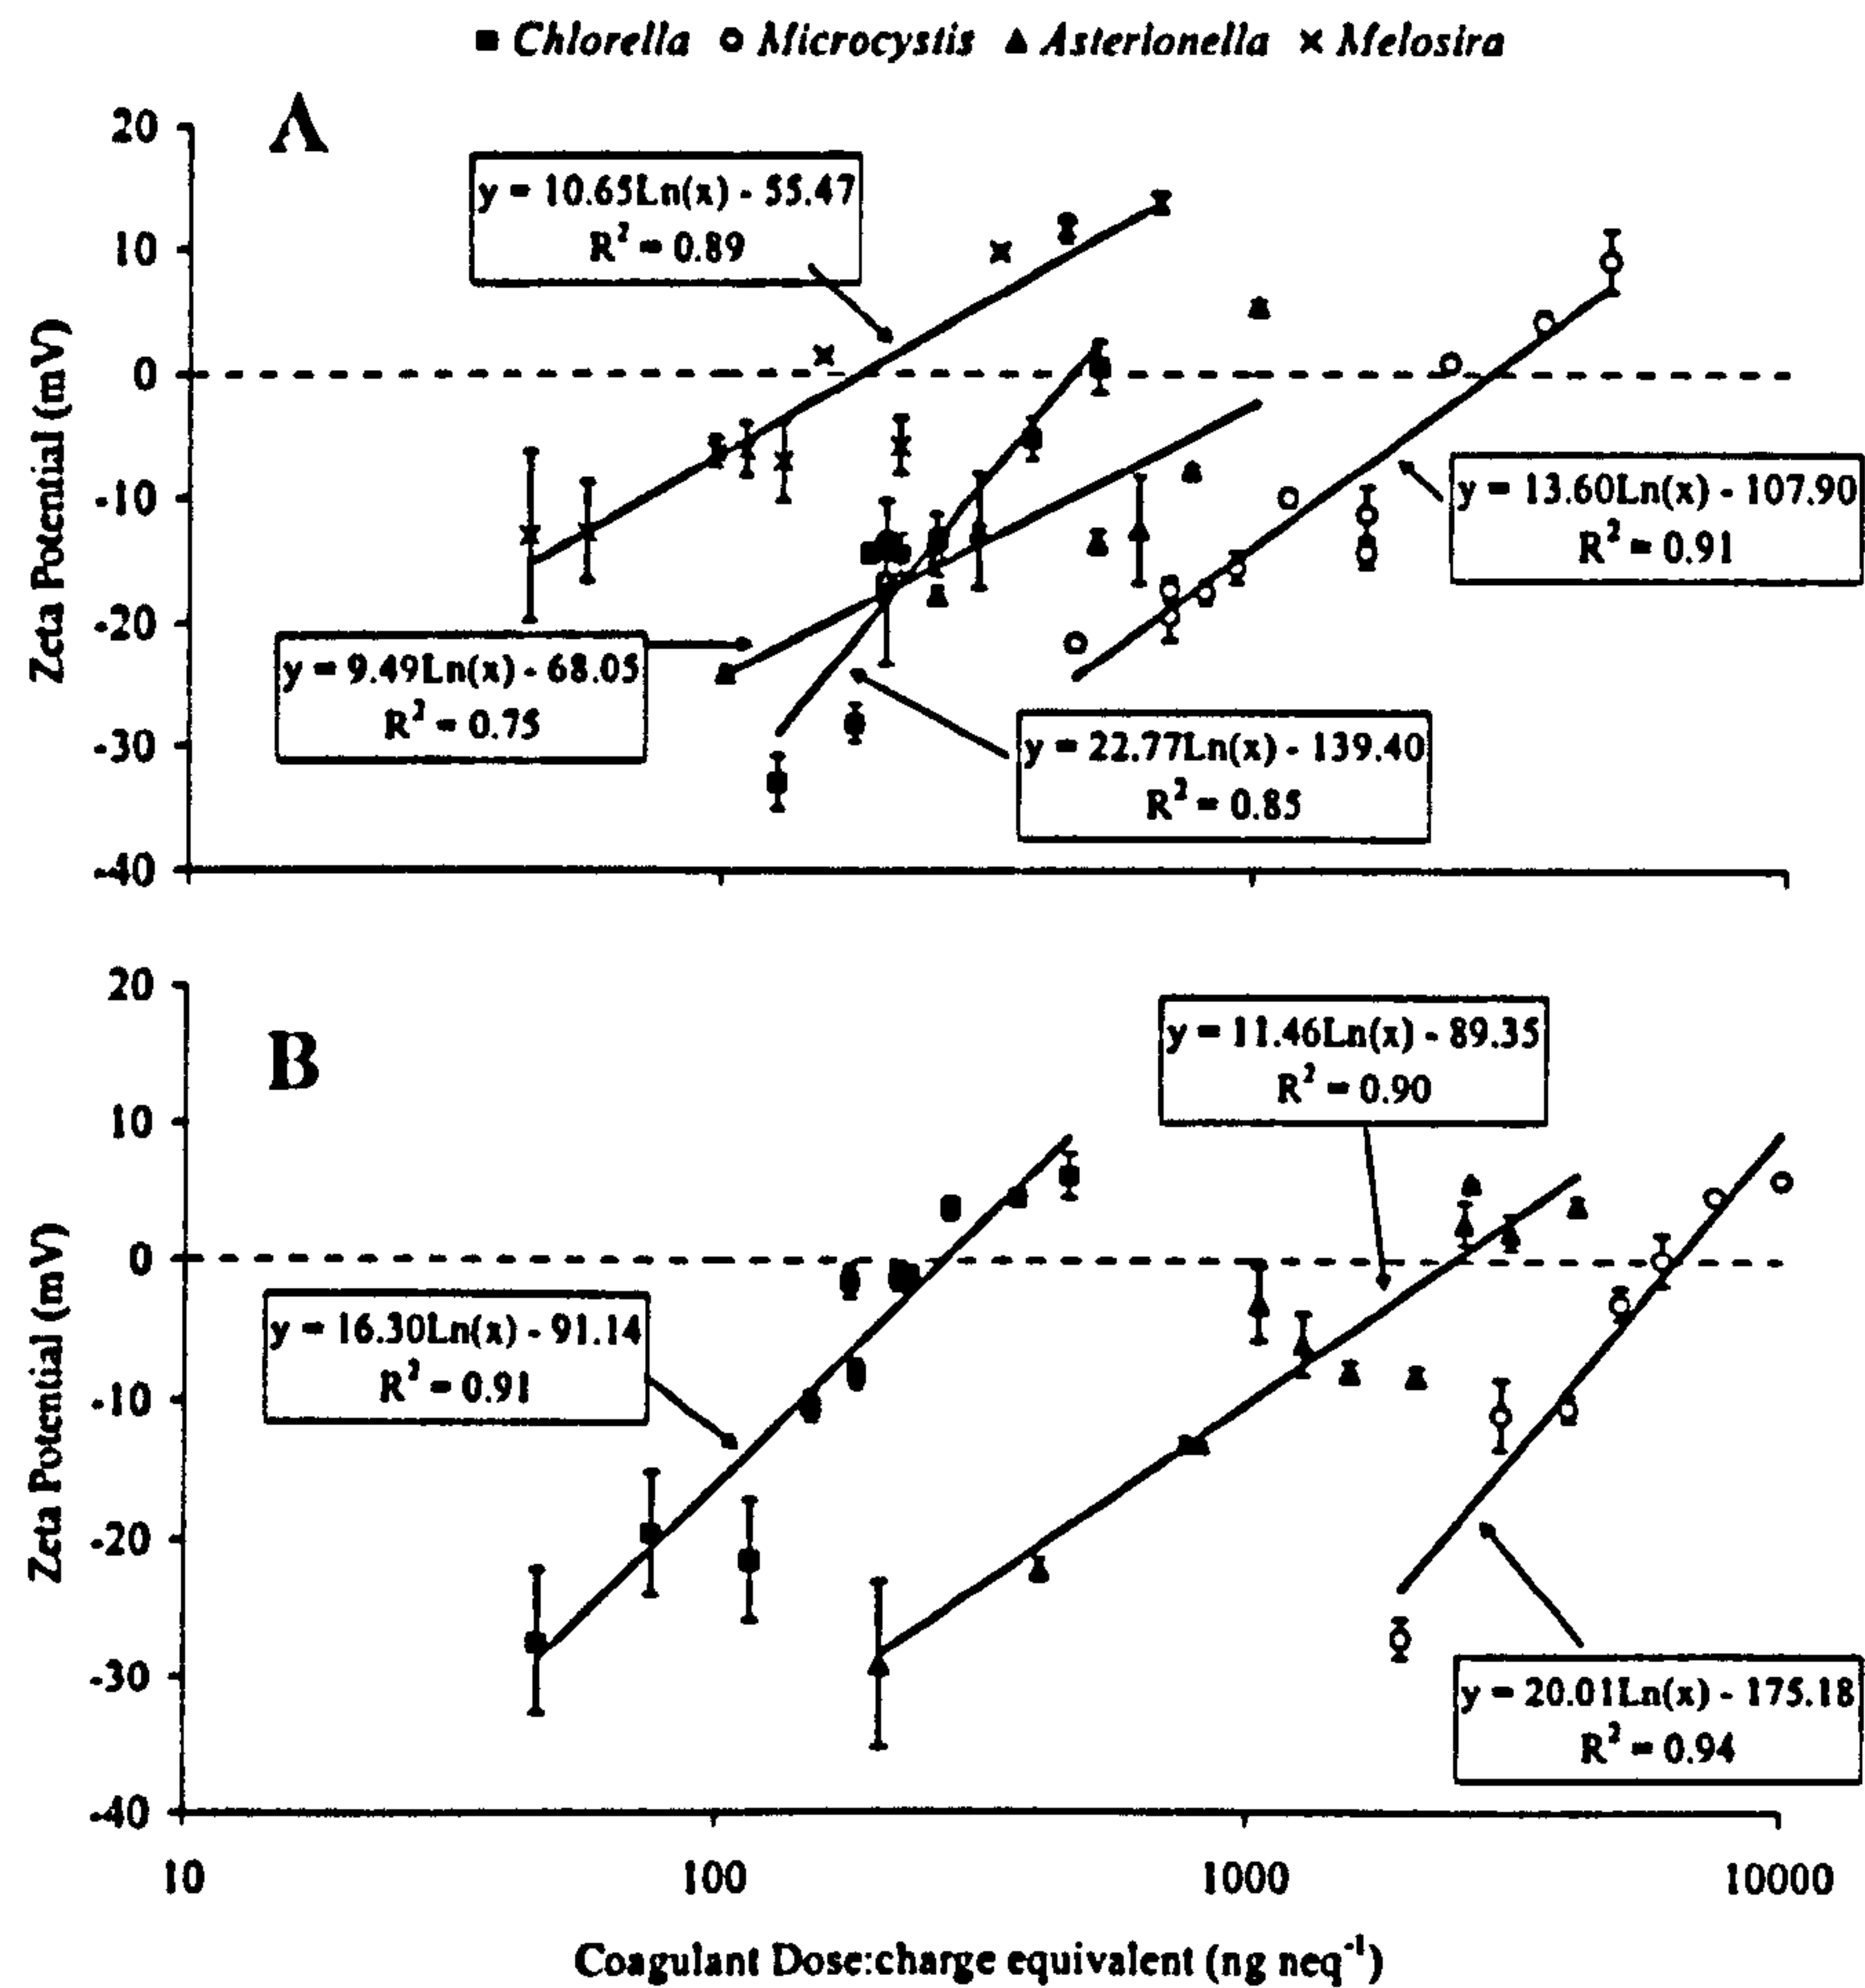 ■ Chlorella o Microcystis ▲ Asterionella × Melosira
A
20
10
0
-10
-20
-30
-40
Zeta Potential (mV)
y = 10.65Ln(x) - 55.47
R² = 0.89
y = 13.60Ln(x) - 107.90
R² = 0.91
y = 9.49Ln(x) - 68.05
R² = 0.75
y = 22.77Ln(x) - 139.40
R² = 0.85
B
20
10
0
-10
-20
-30
-40
Zeta Potential (mV)
y = 11.46Ln(x) - 89.35
R² = 0.90
y = 16.30Ln(x) - 91.14
R² = 0.91
y = 20.01Ln(x) - 175.18
R² = 0.94
10 100 1000 10000
Coagulant Dose:charge equivalent (ng neq⁻¹)